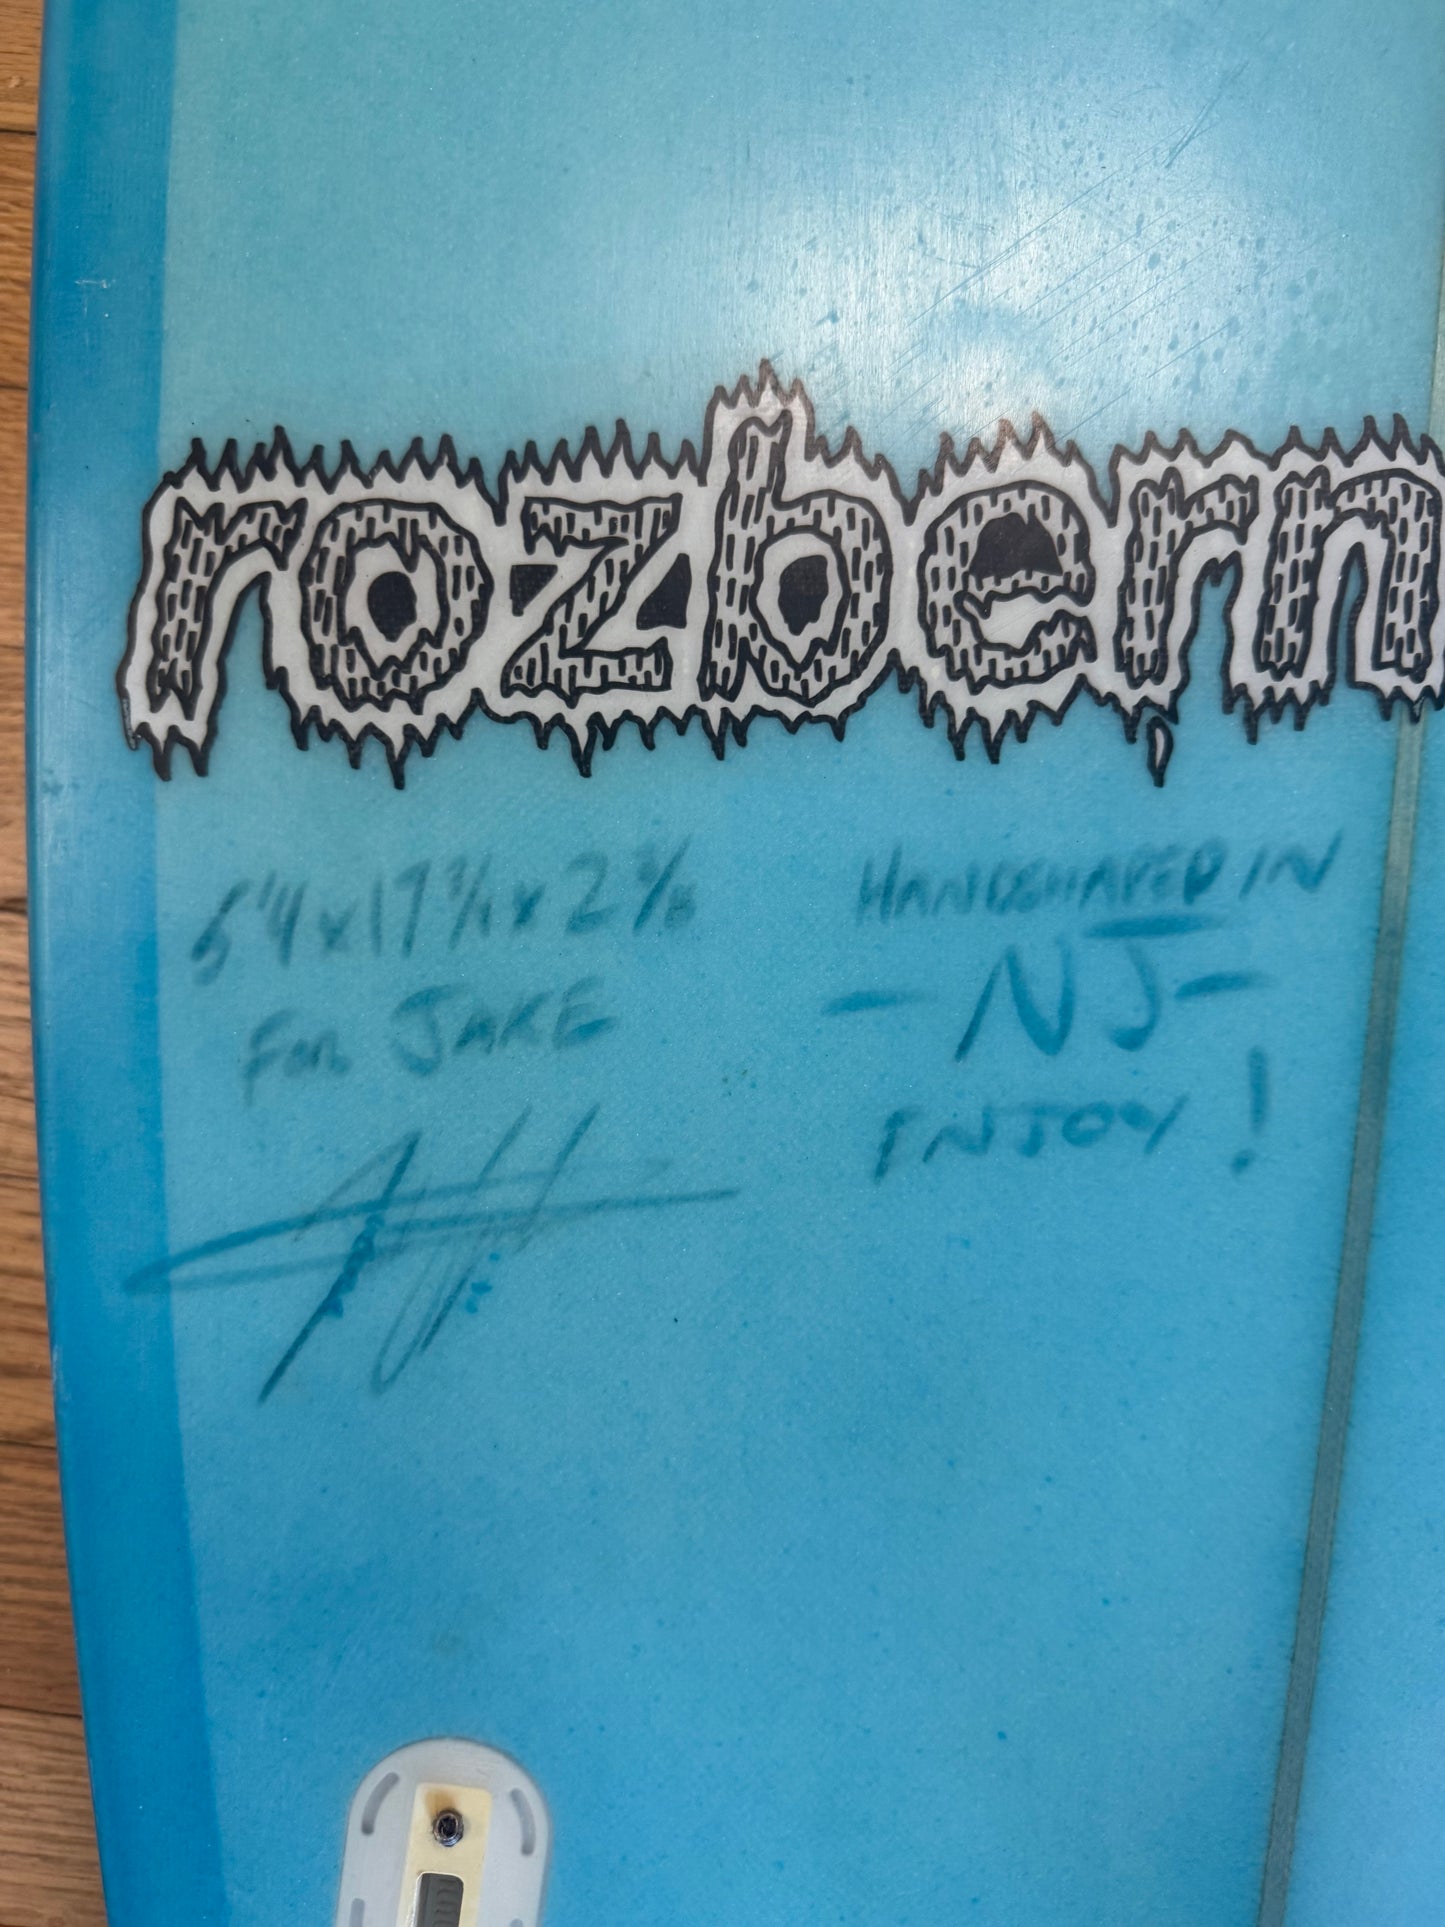 rozbern
5'4 x 17 3/4 x 2 3/8
FOR JAKE
HANDSHAPED IN
- NJ -
ENJOY!